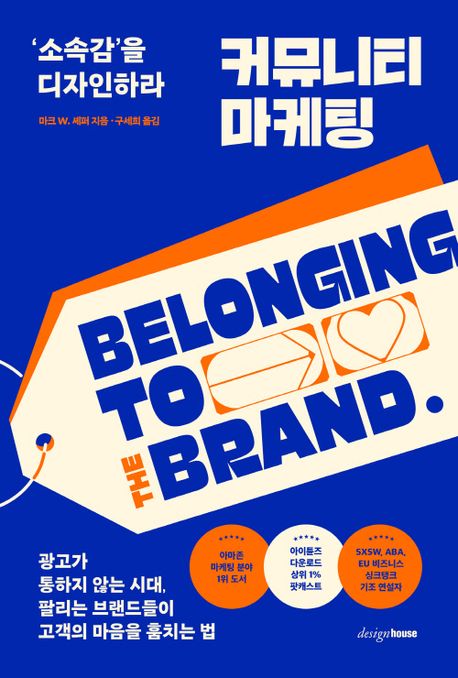 ‘소속감’을
디자인하라
마크 W. 셰퍼 지음 · 구세희 옮김
커뮤니티
마케팅
BELONGING
TO
THE
BRAND.
★★★★★
아마존
마케팅 분야
1위 도서
★★★★★
아이튠즈
다운로드
상위 1%
팟캐스트
★★★★★
SXSW, ABA,
EU 비즈니스
싱크탱크
기조 연설자
광고가
통하지 않는 시대,
팔리는 브랜드들이
고객의 마음을 훔치는 법
designhouse